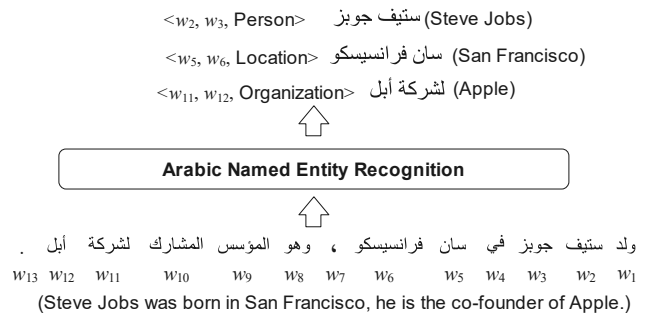 <w2, w3, Person> ستيف جوبز (Steve Jobs)
<w5, w6, Location> سان فرانسيسكو (San Francisco)
<w11, w12, Organization> لشركة أبل (Apple)
Arabic Named Entity Recognition
ولد ستيف جوبز في سان فرانسيسكو ، وهو المؤسس المشارك لشركة أبل .
w13 w12 w11 w10 w9 w8 w7 w6 w5 w4 w3 w2 w1
(Steve Jobs was born in San Francisco, he is the co-founder of Apple.)